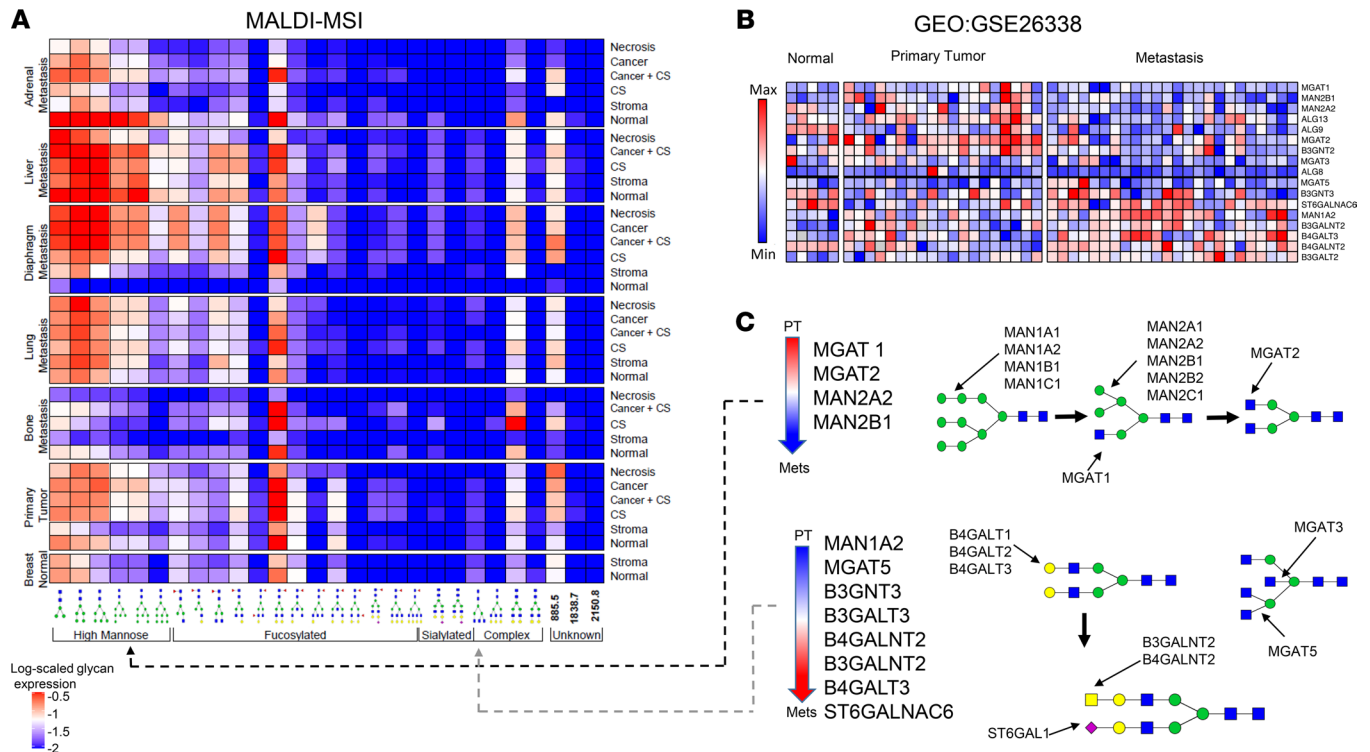 A
MALDI-MSI
Adrenal
Metastasis
Necrosis
Cancer
Cancer + CS
CS
Stroma
Normal
Liver
Metastasis
Necrosis
Cancer + CS
CS
Stroma
Normal
Diaphragm
Metastasis
Necrosis
Cancer
Cancer + CS
CS
Stroma
Normal
Lung
Metastasis
Necrosis
Cancer
Cancer + CS
CS
Stroma
Normal
Bone
Metastasis
Necrosis
Cancer + CS
CS
Stroma
Normal
Primary
Tumor
Necrosis
Cancer
Cancer + CS
CS
Stroma
Normal
Breast
Normal
Stroma
Normal
885.5
1838.7
2150.8
High Mannose
Fucosylated
Sialylated
Complex
Unknown
Log-scaled glycan
expression
-0.5
-1
-1.5
-2
B
GEO:GSE26338
Normal
Primary Tumor
Metastasis
Max
Min
MGAT1
MAN2B1
MAN2A2
ALG13
ALG9
MGAT2
B3GNT2
MGAT3
ALG8
MGAT5
B3GNT3
ST6GALNAC6
MAN1A2
B3GALNT2
B4GALT3
B4GALNT2
B3GALT2
C
PT
MGAT 1
MGAT2
MAN2A2
MAN2B1
Mets
MAN1A1
MAN1A2
MAN1B1
MAN1C1
MAN2A1
MAN2A2
MAN2B1
MAN2B2
MAN2C1
MGAT2
MGAT1
PT
MAN1A2
MGAT5
B3GNT3
B3GALT3
B4GALNT2
B3GALNT2
B4GALT3
Mets
ST6GALNAC6
B4GALT1
B4GALT2
B4GALT3
MGAT3
MGAT5
B3GALNT2
B4GALNT2
ST6GAL1